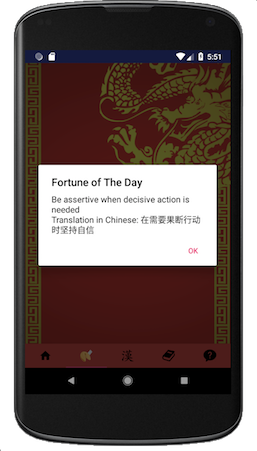 5:51
Fortune of The Day
Be assertive when decisive action is
needed
Translation in Chinese: 在需要果断行动
时坚持自信
OK
漢
?